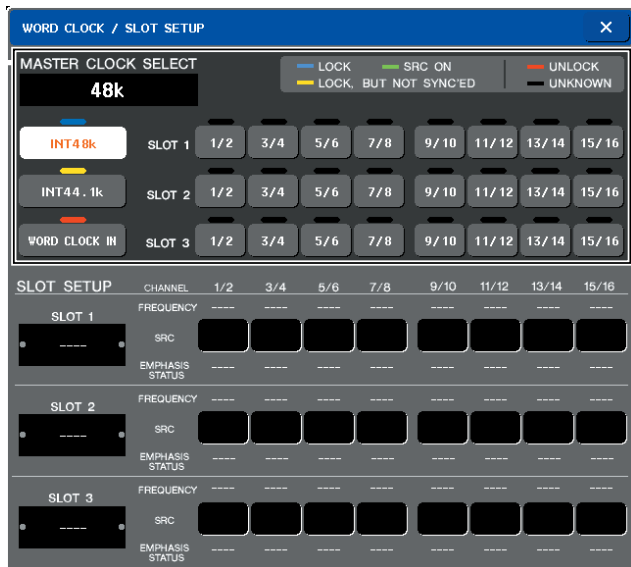 WORD CLOCK / SLOT SETUP ×
MASTER CLOCK SELECT
48k
LOCK SRC ON UNLOCK
LOCK, BUT NOT SYNC'ED UNKNOWN
INT48k SLOT 1 1/2 3/4 5/6 7/8 9/10 11/12 13/14 15/16
INT44.1k SLOT 2 1/2 3/4 5/6 7/8 9/10 11/12 13/14 15/16
WORD CLOCK IN SLOT 3 1/2 3/4 5/6 7/8 9/10 11/12 13/14 15/16
SLOT SETUP CHANNEL 1/2 3/4 5/6 7/8 9/10 11/12 13/14 15/16
FREQUENCY ---- ---- ---- ---- ---- ---- ---- ----
SLOT 1
---- SRC
EMPHASIS STATUS ---- ---- ---- ---- ---- ---- ---- ----
FREQUENCY ---- ---- ---- ---- ---- ---- ---- ----
SLOT 2
---- SRC
EMPHASIS STATUS ---- ---- ---- ---- ---- ---- ---- ----
FREQUENCY ---- ---- ---- ---- ---- ---- ---- ----
SLOT 3
---- SRC
EMPHASIS STATUS ---- ---- ---- ---- ---- ---- ---- ----